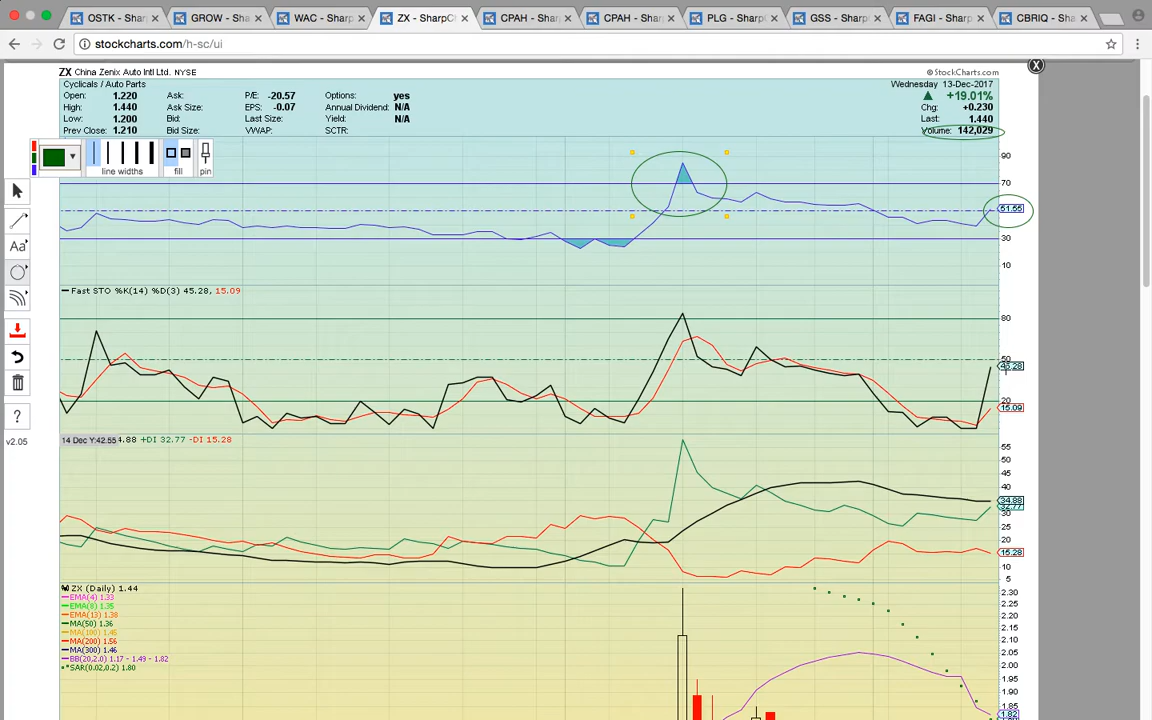 OSTK - Shar
GROW - Sha
WAC - Sharp
ZX - SharpC
CPAH - Shar
CPAH - Shar
PLG - Sharp
GSS - Sharp
FAGI - Sharp
CBRIQ - Sha
stockcharts.com/h-sc/ui
X
ZX China Zenix Auto Intl Ltd. NYSE
© StockCharts.com
Cyclicals / Auto Parts
Wednesday 13-Dec-2017
Open: 1.220 Ask: P/E: -20.57 Options: yes
+19.01%
High: 1.440 Ask Size: EPS: -0.07 Annual Dividend: N/A
Chg: +0.230
Low: 1.200 Bid: Last Size: Yield: N/A
Last: 1.440
Prev Close: 1.210 Bid Size: VWAP: SCTR:
Volume: 142,029
line widths
fill
pin
90
70
51.55
30
10
Aa
Fast STO %K(14) %D(3) 45.28, 15.09
80
50
45.28
20
15.09
?
v2.05
14 Dec Y:42.55 4.88 +DI 32.77 -DI 15.28
55
50
45
40
34.88
32.77
30
25
20
15.28
10
5
ZX (Daily) 1.44
EMA(4) 1.33
EMA(8) 1.35
EMA(13) 1.38
MA(50) 1.36
MA(100) 1.45
MA(200) 1.56
MA(300) 1.46
BB(20,2.0) 1.17 - 1.49 - 1.82
SAR(0.02,0.2) 1.80
2.30
2.25
2.20
2.15
2.10
2.05
2.00
1.95
1.90
1.85
1.82